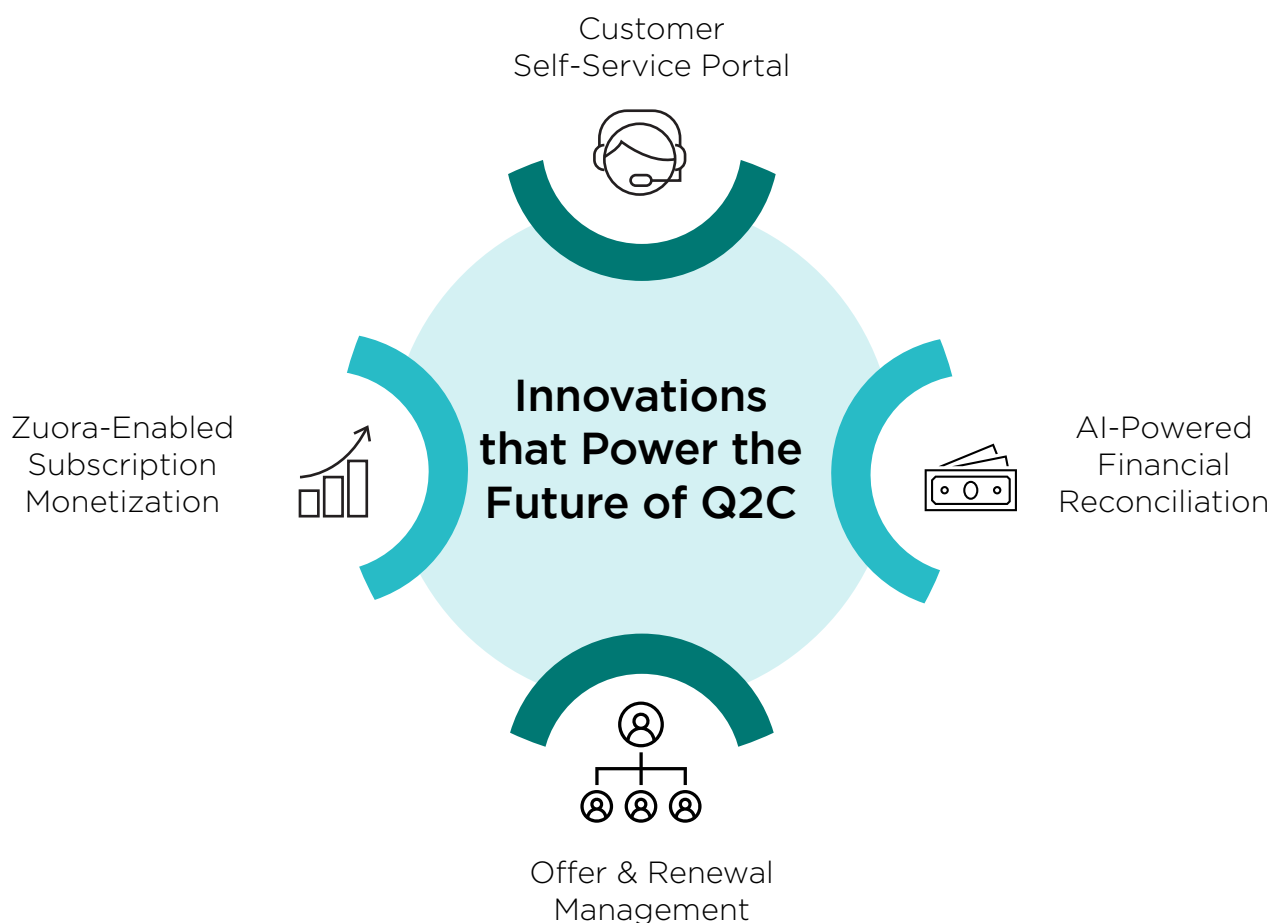 Customer
Self-Service Portal
Zuora-Enabled
Subscription
Monetization
Innovations
that Power the
Future of Q2C
AI-Powered
Financial
Reconciliation
Offer & Renewal
Management